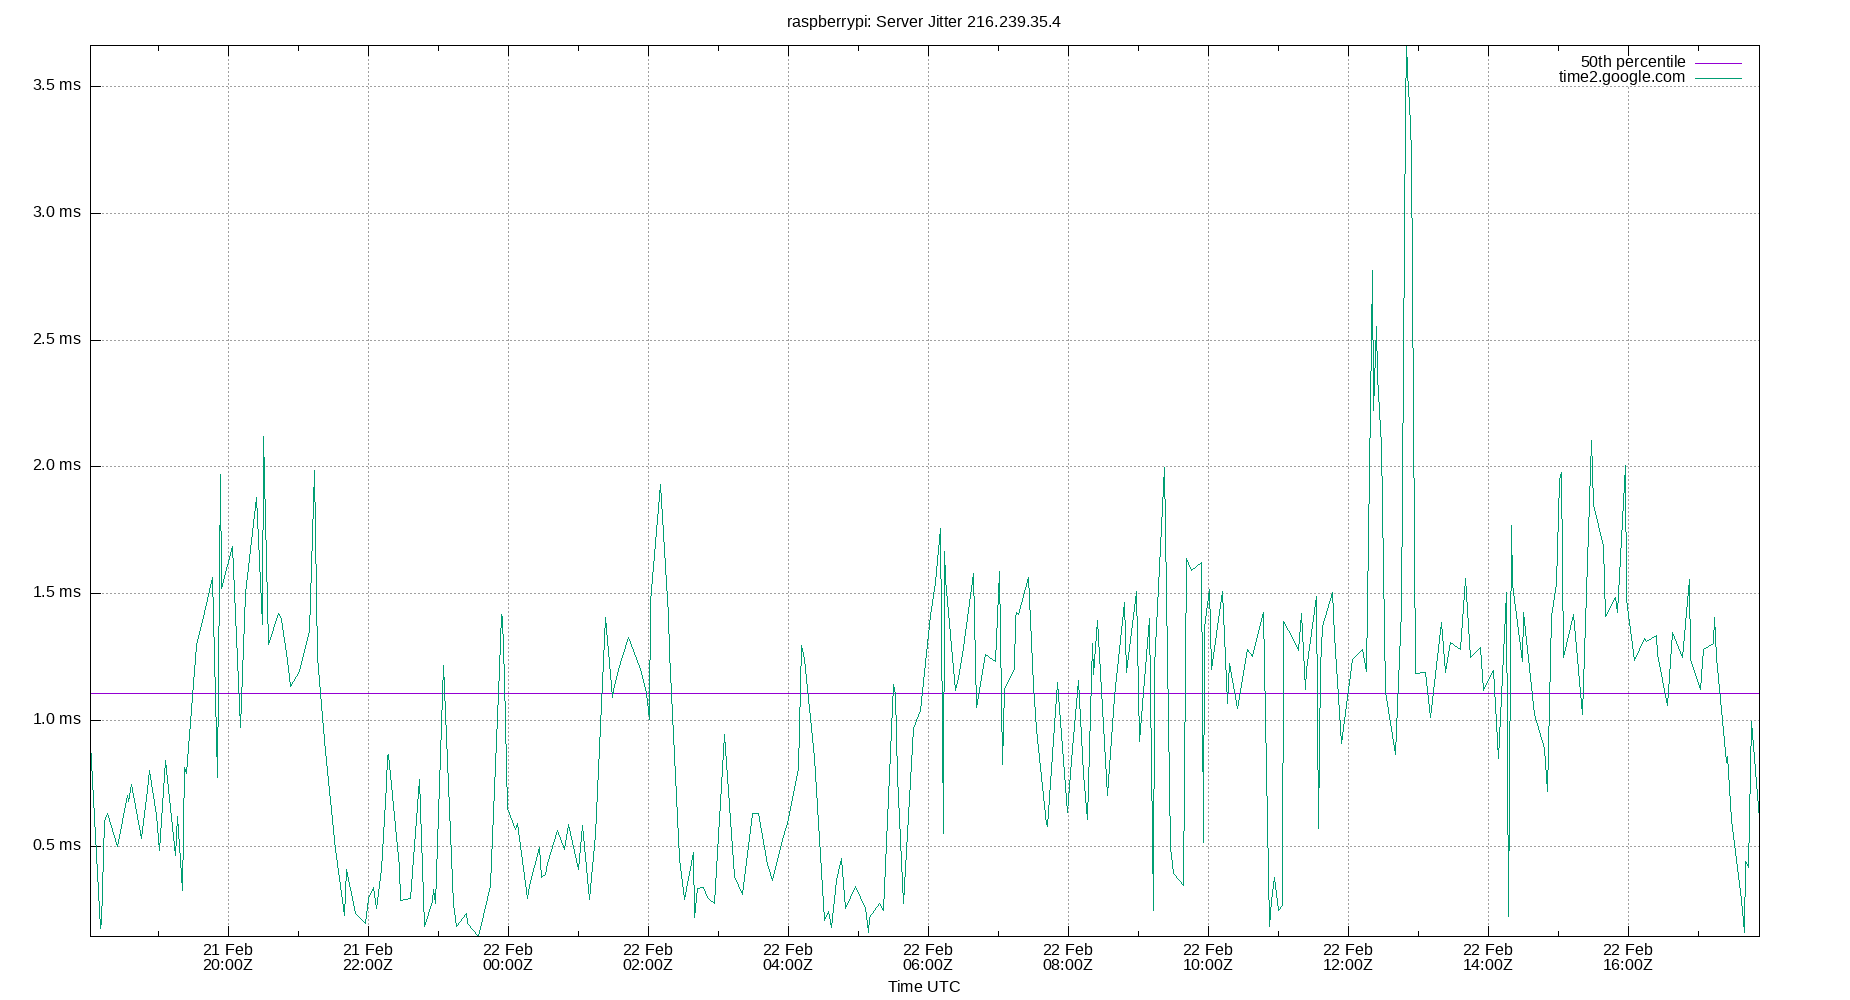 raspberrypi: Server Jitter 216.239.35.4
50th percentile
time2.google.com
3.5 ms
3.0 ms
2.5 ms
2.0 ms
1.5 ms
1.0 ms
0.5 ms
21 Feb 21 Feb 22 Feb 22 Feb 22 Feb 22 Feb 22 Feb 22 Feb 22 Feb 22 Feb 22 Feb
20:00Z 22:00Z 00:00Z 02:00Z 04:00Z 06:00Z 08:00Z 10:00Z 12:00Z 14:00Z 16:00Z
Time UTC